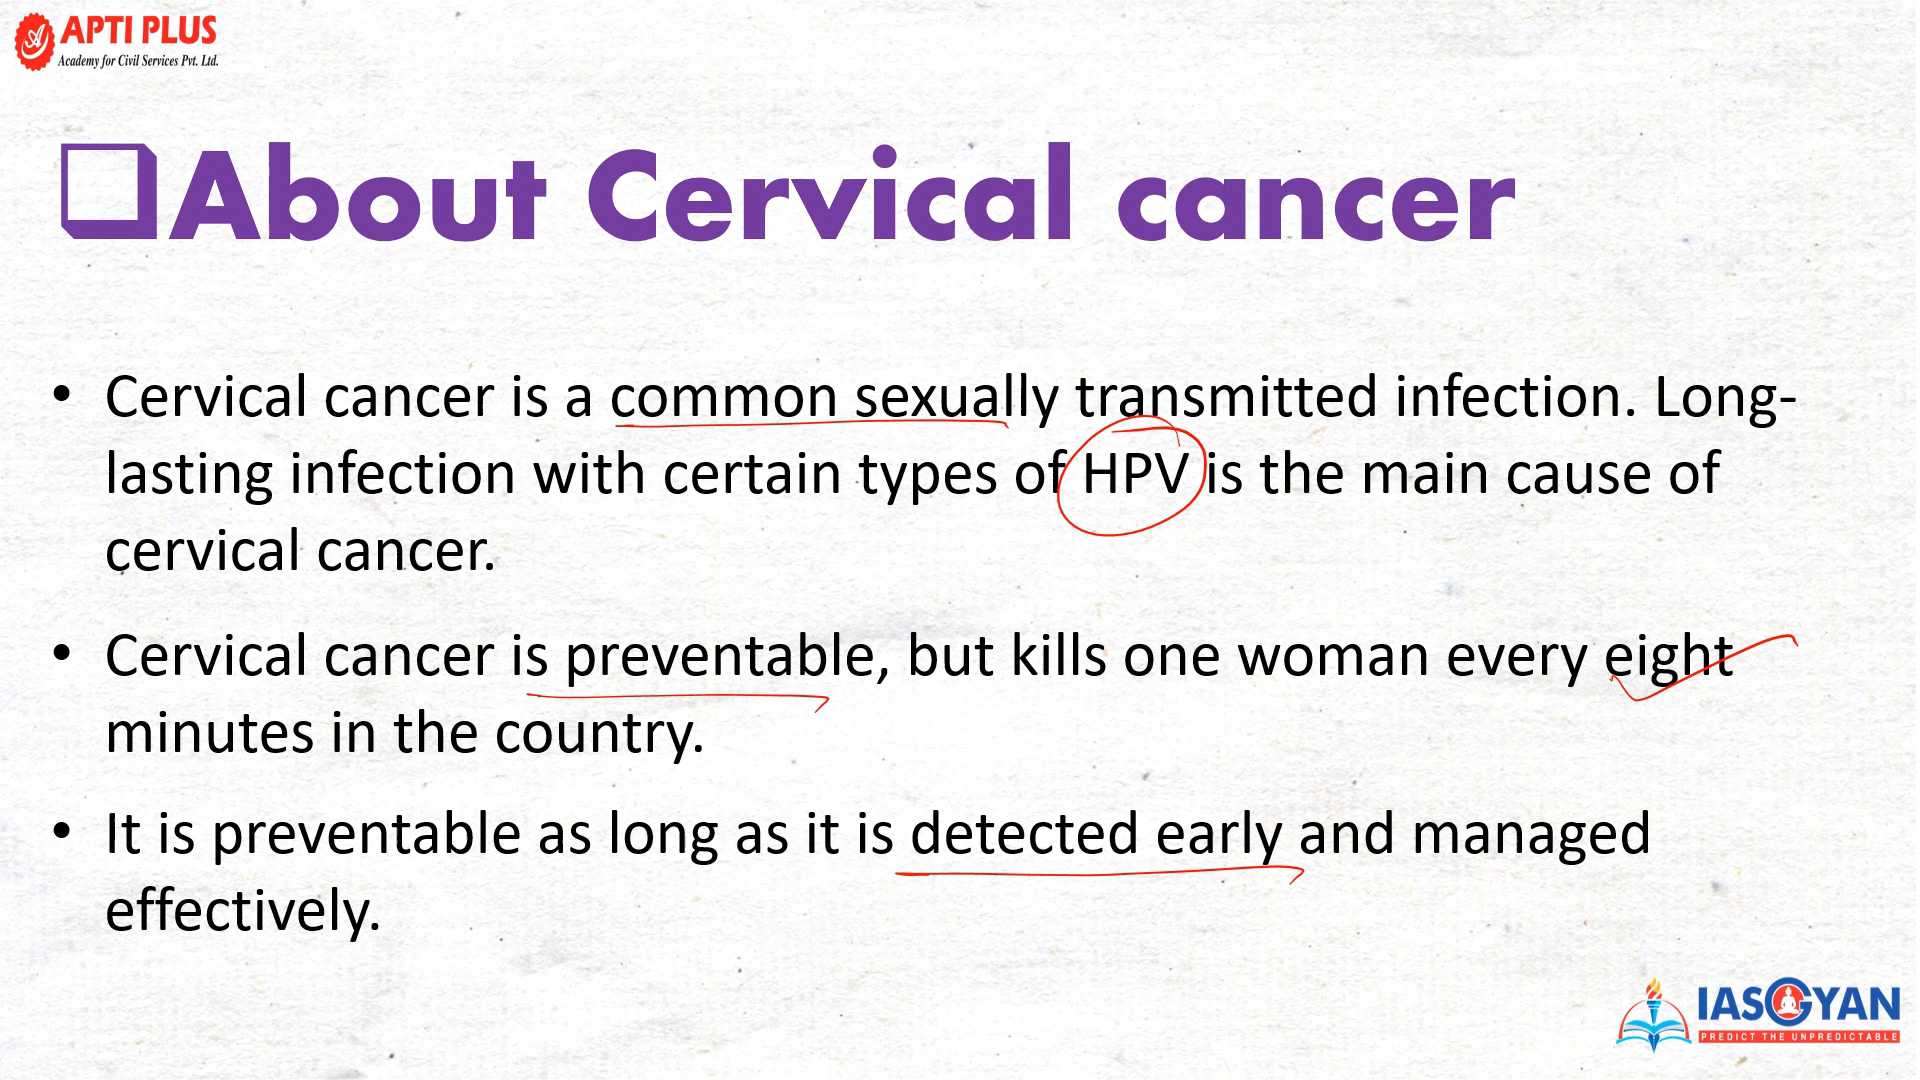 APTI PLUS
Academy for Civil Services Pvt. Ltd.
About Cervical cancer
• Cervical cancer is a common sexually transmitted infection. Long-
lasting infection with certain types of HPV is the main cause of
cervical cancer.
• Cervical cancer is preventable, but kills one woman every eight
minutes in the country.
• It is preventable as long as it is detected early and managed
effectively.
IASGYAN
PREDICT THE UNPREDICTABLE